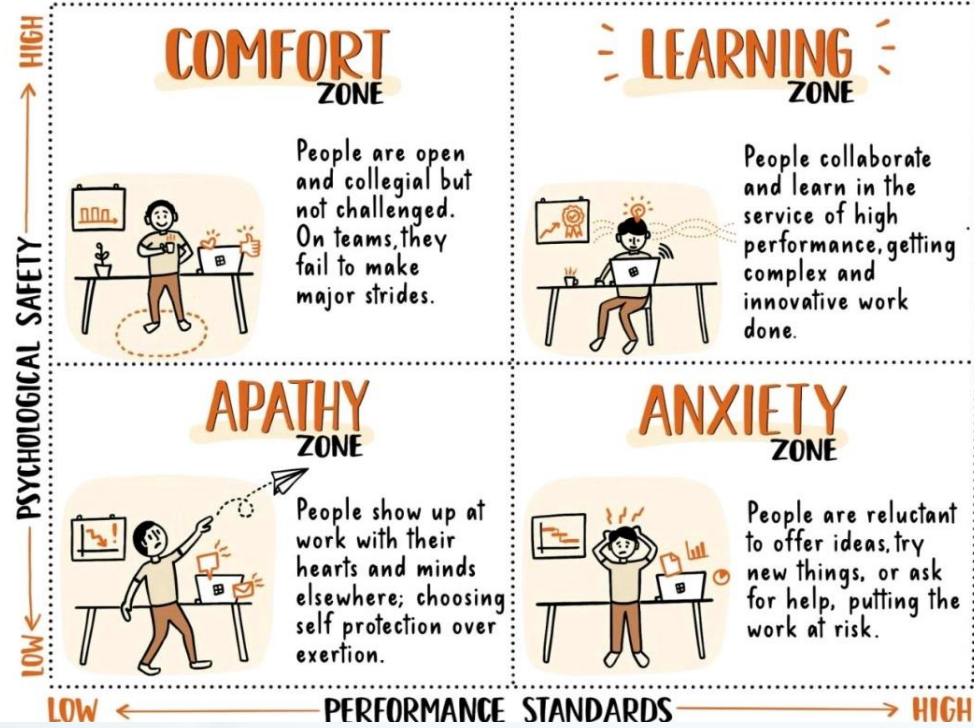 HIGH
PSYCHOLOGICAL SAFETY
LOW
COMFORT
ZONE
People are open
and collegial but
not challenged.
On teams, they
fail to make
major strides.
LEARNING
ZONE
People collaborate
and learn in the
service of high
performance, getting
complex and
innovative work
done.
APATHY
ZONE
People show up at
work with their
hearts and minds
elsewhere; choosing
self protection over
exertion.
ANXIETY
ZONE
People are reluctant
to offer ideas, try
new things, or ask
for help, putting the
work at risk.
LOW
PERFORMANCE STANDARDS
HIGH